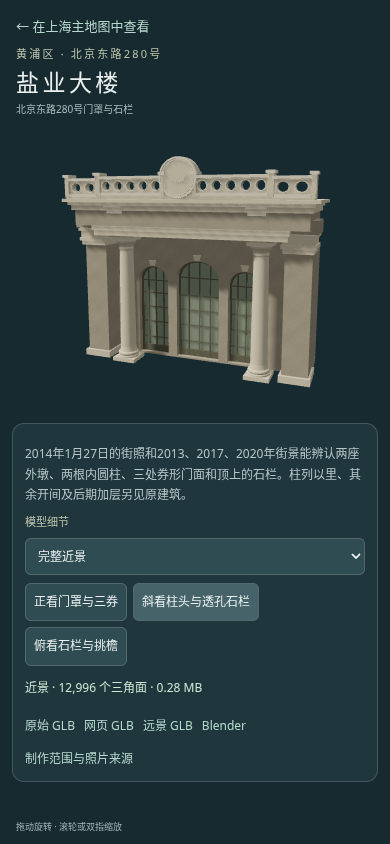 ← 在上海主地图中查看
黄浦区 · 北京东路280号
盐业大楼
北京东路280号门罩与石栏
2014年1月27日的街照和2013、2017、2020年街景能辨认两座
外墩、两根内圆柱、三处券形门面和顶上的石栏。柱列以里、其
余开间及后期加层另见原建筑。
模型细节
完整近景
正看门罩与三券
斜看柱头与透孔石栏
俯看石栏与挑檐
近景 · 12,996 个三角面 · 0.28 MB
原始 GLB 网页 GLB 远景 GLB Blender
制作范围与照片来源
拖动旋转 · 滚轮或双指缩放